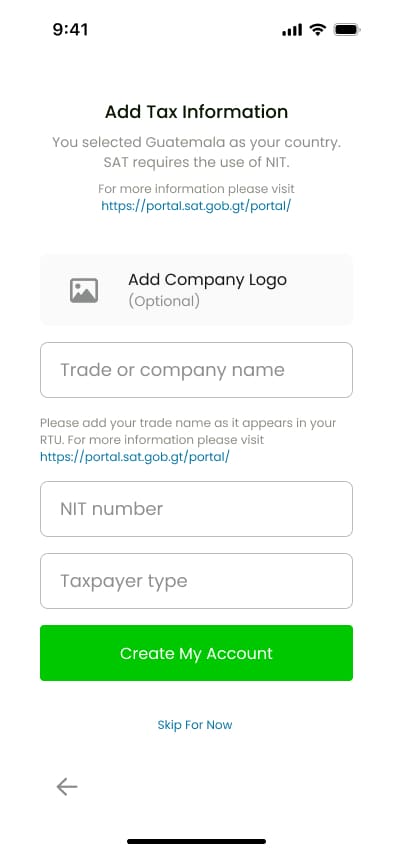 9:41
Add Tax Information
You selected Guatemala as your country.
SAT requires the use of NIT.
For more information please visit
https://portal.sat.gob.gt/portal/
Add Company Logo
(Optional)
Trade or company name
Please add your trade name as it appears in your
RTU. For more information please visit
https://portal.sat.gob.gt/portal/
NIT number
Taxpayer type
Create My Account
Skip For Now